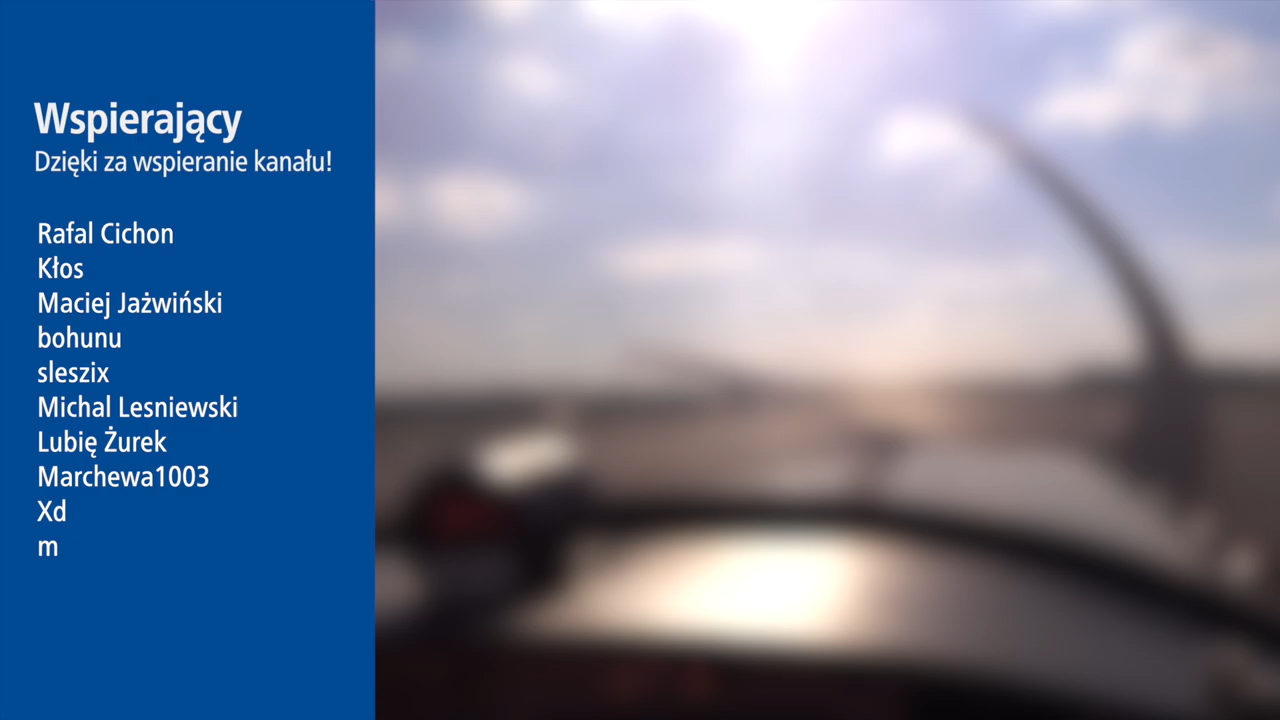 Wspierający
Dzięki za wspieranie kanału!
Rafal Cichon
Kłos
Maciej Jażwiński
bohunu
sleszix
Michal Lesniewski
Lubię Żurek
Marchewa1003
Xd
m